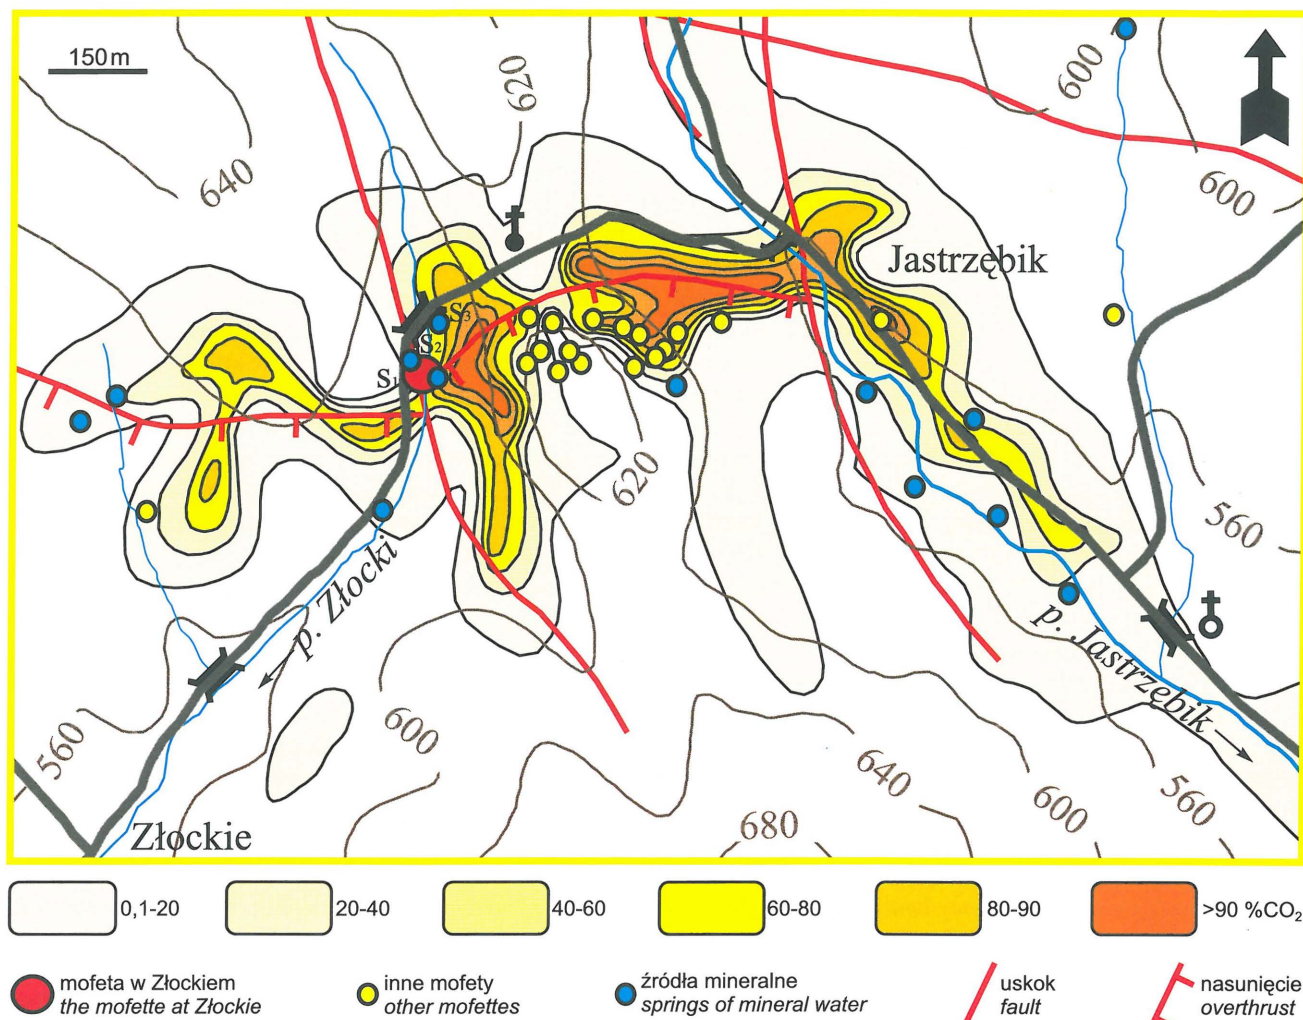 150 m
620
600
640
600
Jastrzębik
S3
S2
S1
620
560
p. Złocki
p. Jastrzębik
600
560
640
600
560
680
Złockie
0,1-20
20-40
40-60
60-80
80-90
>90 %CO₂
mofeta w Złockiem
the mofette at Złockie
inne mofety
other mofettes
źródła mineralne
springs of mineral water
uskok
fault
nasunięcie
overthrust